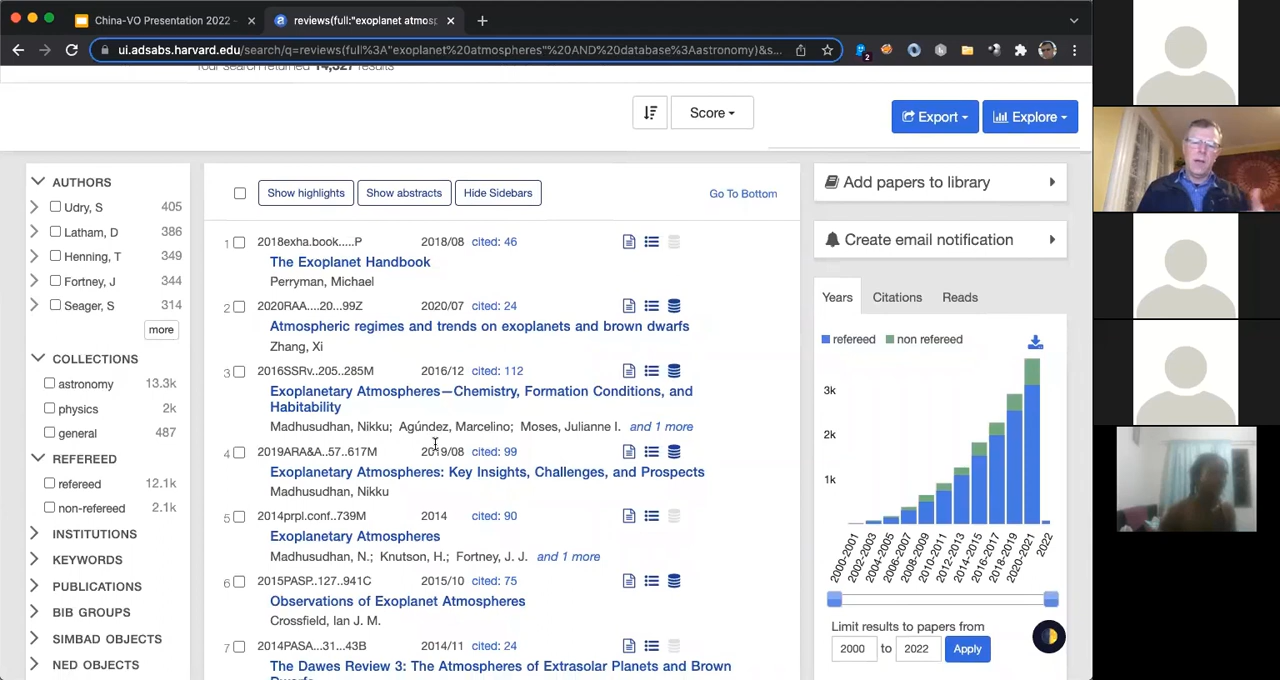 China-VO Presentation 2022 -
reviews(full:"exoplanet atmos
ui.adsabs.harvard.edu/search/q=reviews(full%3A"exoplanet%20atmospheres"%20AND%20database%3Aastronomy)&s...
2
Your search returned 14,327 results
Score
Export
Explore
AUTHORS
Udry, S 405
Latham, D 386
Henning, T 349
Fortney, J 344
Seager, S 314
more
COLLECTIONS
astronomy 13.3k
physics 2k
general 487
REFEREED
refereed 12.1k
non-refereed 2.1k
INSTITUTIONS
KEYWORDS
PUBLICATIONS
BIB GROUPS
SIMBAD OBJECTS
NED OBJECTS
Show highlights Show abstracts Hide Sidebars Go To Bottom
1 2018exha.book.....P 2018/08 cited: 46
The Exoplanet Handbook
Perryman, Michael
2 2020RAA....20...99Z 2020/07 cited: 24
Atmospheric regimes and trends on exoplanets and brown dwarfs
Zhang, Xi
3 2016SSRv..205..285M 2016/12 cited: 112
Exoplanetary Atmospheres—Chemistry, Formation Conditions, and
Habitability
Madhusudhan, Nikku; Agúndez, Marcelino; Moses, Julianne I. and 1 more
4 2019ARA&A..57..617M 2019/08 cited: 99
Exoplanetary Atmospheres: Key Insights, Challenges, and Prospects
Madhusudhan, Nikku
5 2014prpl.conf..739M 2014 cited: 90
Exoplanetary Atmospheres
Madhusudhan, N.; Knutson, H.; Fortney, J. J. and 1 more
6 2015PASP..127..941C 2015/10 cited: 75
Observations of Exoplanet Atmospheres
Crossfield, Ian J. M.
7 2014PASA...31...43B 2014/11 cited: 24
The Dawes Review 3: The Atmospheres of Extrasolar Planets and Brown
Dwarfs
Add papers to library
Create email notification
Years Citations Reads
refereed non refereed
3k
2k
1k
2000-2001
2002-2003
2004-2005
2006-2007
2008-2009
2010-2011
2012-2013
2014-2015
2016-2017
2018-2019
2020-2021
2022
Limit results to papers from
2000 to 2022 Apply